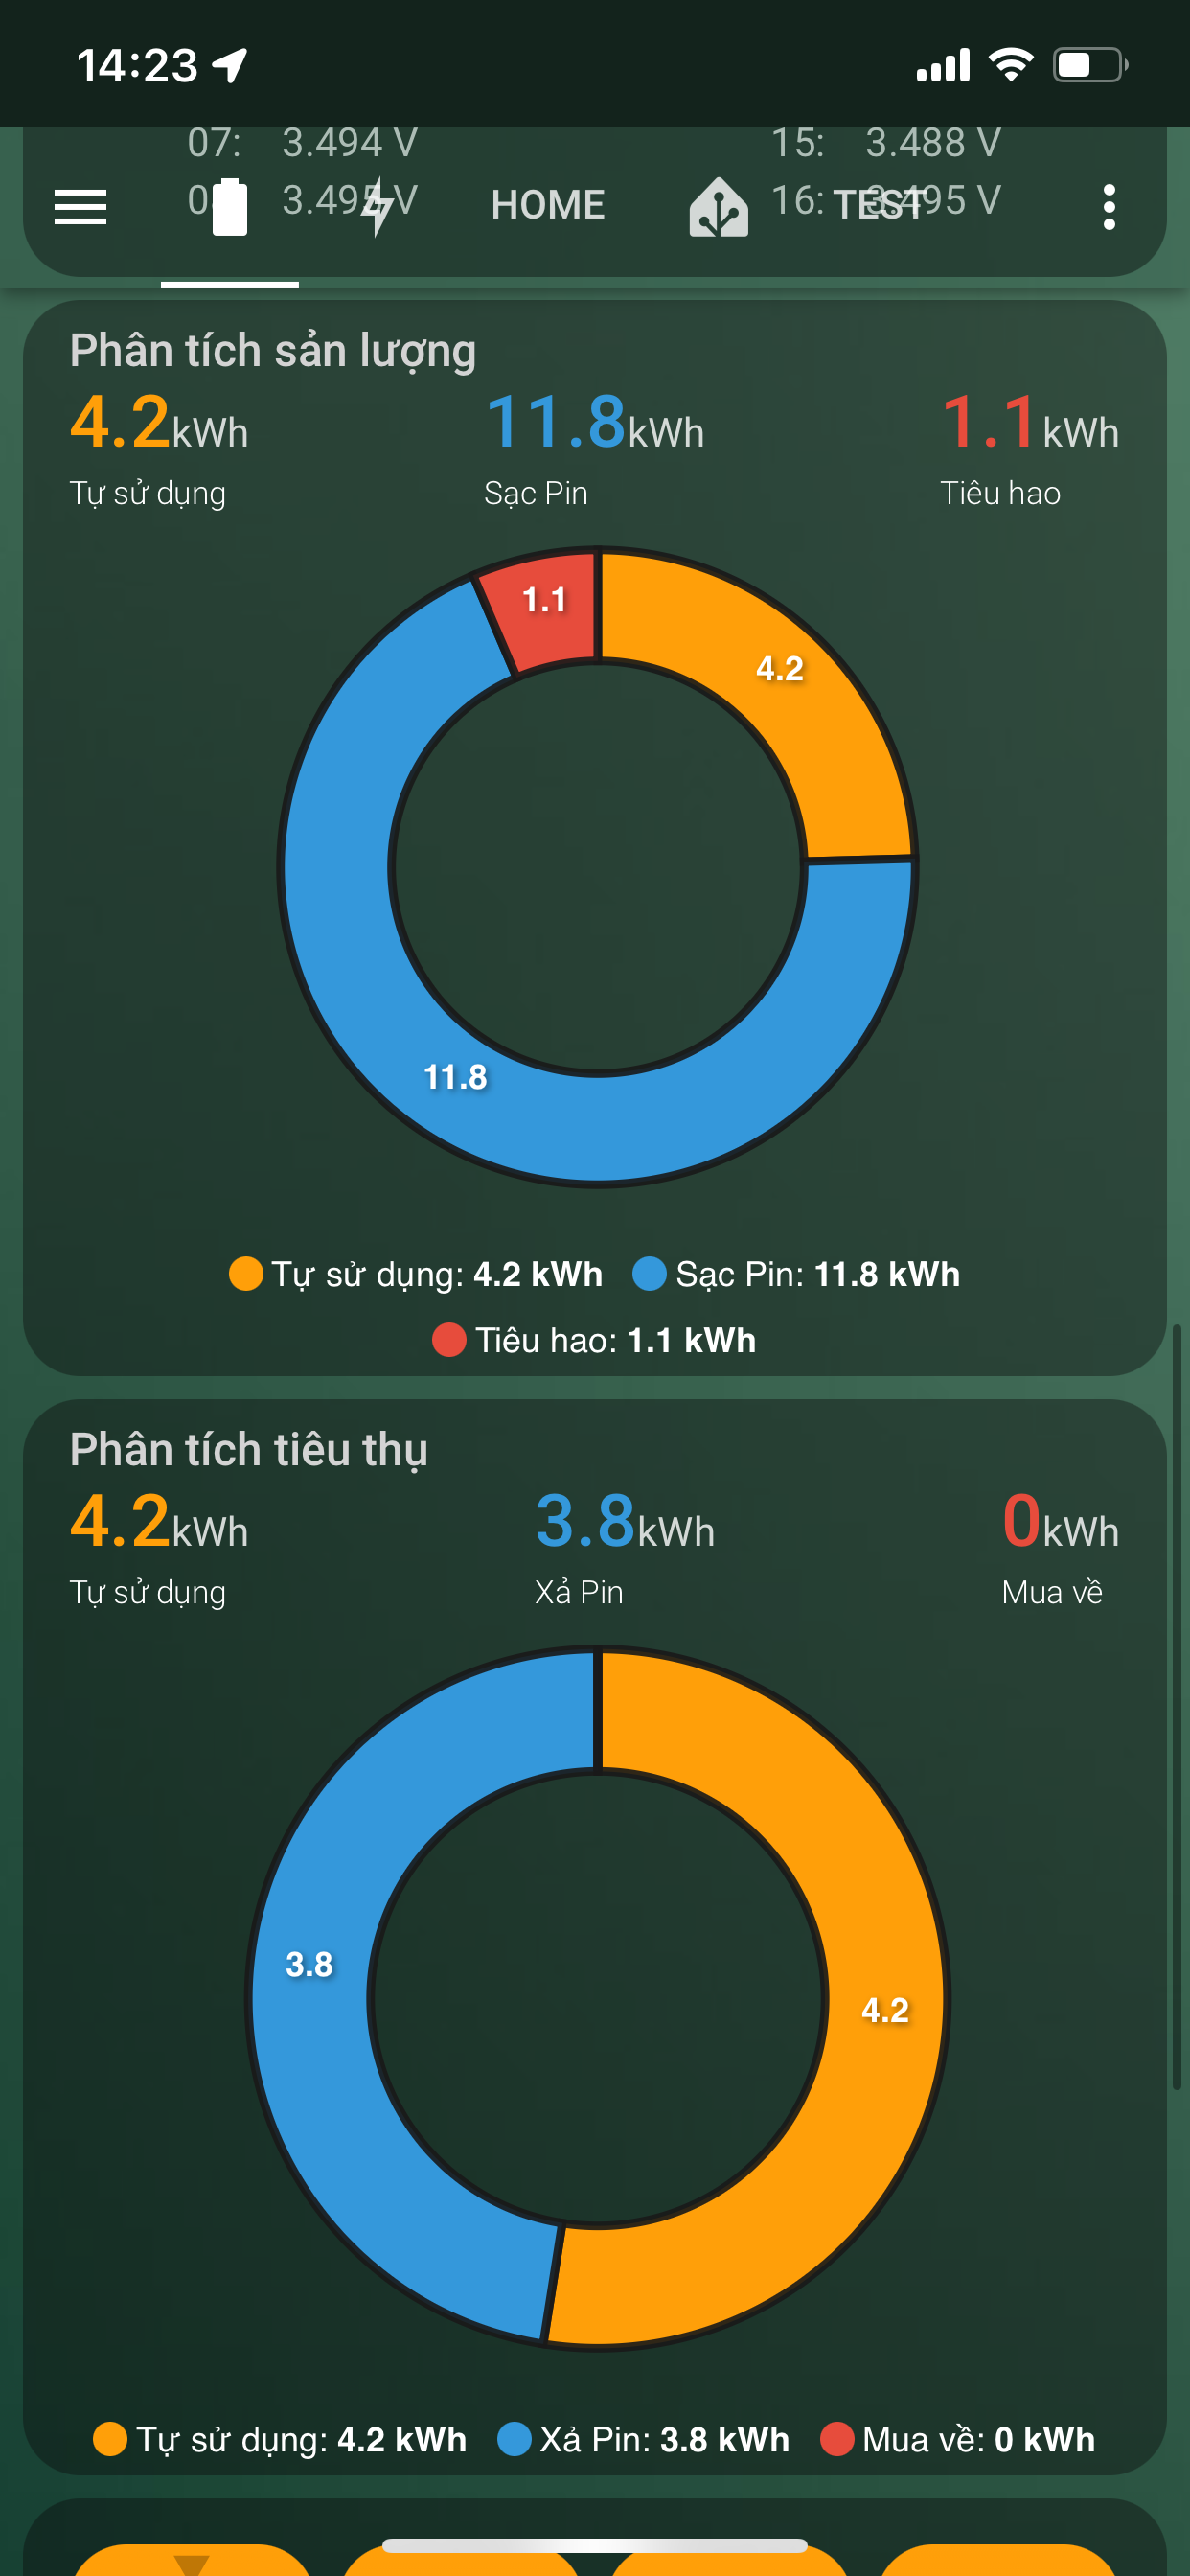 14:23
07: 3.494 V 15: 3.488 V
3.495 V 16: 3.495 V
HOME TEST
Phân tích sản lượng
4.2kWh 11.8kWh 1.1kWh
Tự sử dụng Sạc Pin Tiêu hao
1.1
4.2
11.8
Tự sử dụng: 4.2 kWh Sạc Pin: 11.8 kWh
Tiêu hao: 1.1 kWh
Phân tích tiêu thụ
4.2kWh 3.8kWh 0kWh
Tự sử dụng Xả Pin Mua về
3.8
4.2
Tự sử dụng: 4.2 kWh Xả Pin: 3.8 kWh Mua về: 0 kWh